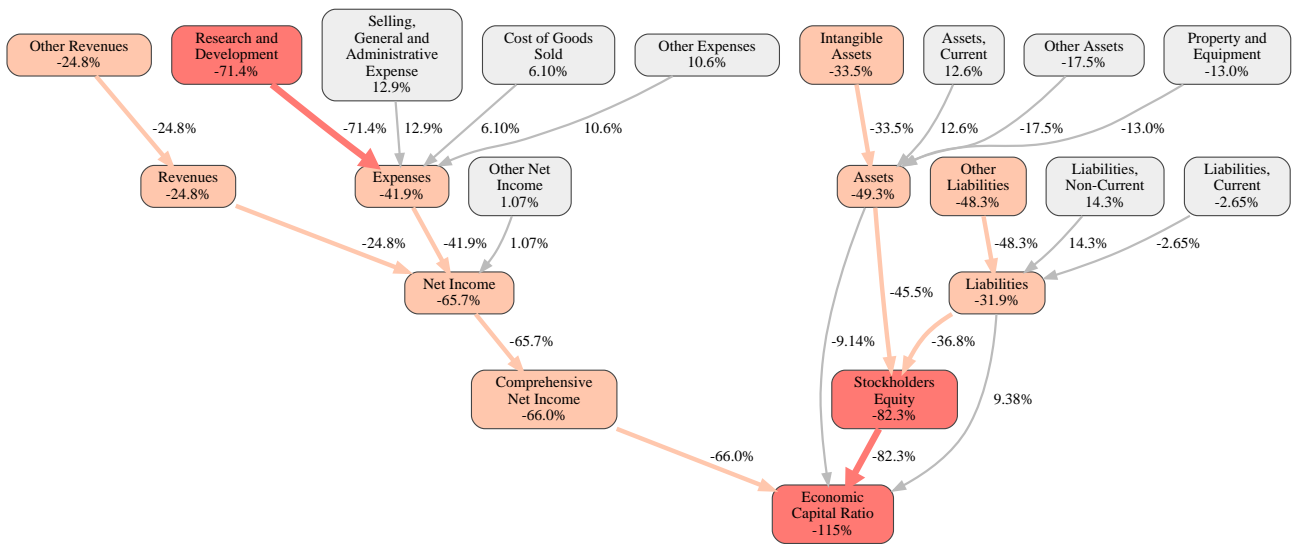 Other Revenues
-24.8%
Research and
Development
-71.4%
Selling,
General and
Administrative
Expense
12.9%
Cost of Goods
Sold
6.10%
Other Expenses
10.6%
Intangible
Assets
-33.5%
Assets,
Current
12.6%
Other Assets
-17.5%
Property and
Equipment
-13.0%
-24.8%
-71.4%
12.9%
6.10%
10.6%
-33.5%
12.6%
-17.5%
-13.0%
Revenues
-24.8%
Expenses
-41.9%
Other Net
Income
1.07%
Assets
-49.3%
Other
Liabilities
-48.3%
Liabilities,
Non-Current
14.3%
Liabilities,
Current
-2.65%
-24.8%
-41.9%
1.07%
-48.3%
14.3%
-2.65%
Net Income
-65.7%
Liabilities
-31.9%
-45.5%
-65.7%
-9.14%
-36.8%
Comprehensive
Net Income
-66.0%
Stockholders
Equity
-82.3%
9.38%
-66.0%
-82.3%
Economic
Capital Ratio
-115%